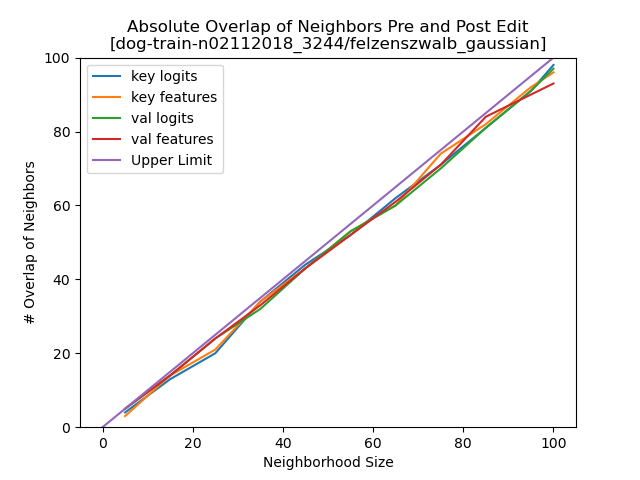 Absolute Overlap of Neighbors Pre and Post Edit
[dog-train-n02112018_3244/felzenszwalb_gaussian]
100
80
60
40
20
0
# Overlap of Neighbors
key logits
key features
val logits
val features
Upper Limit
0 20 40 60 80 100
Neighborhood Size